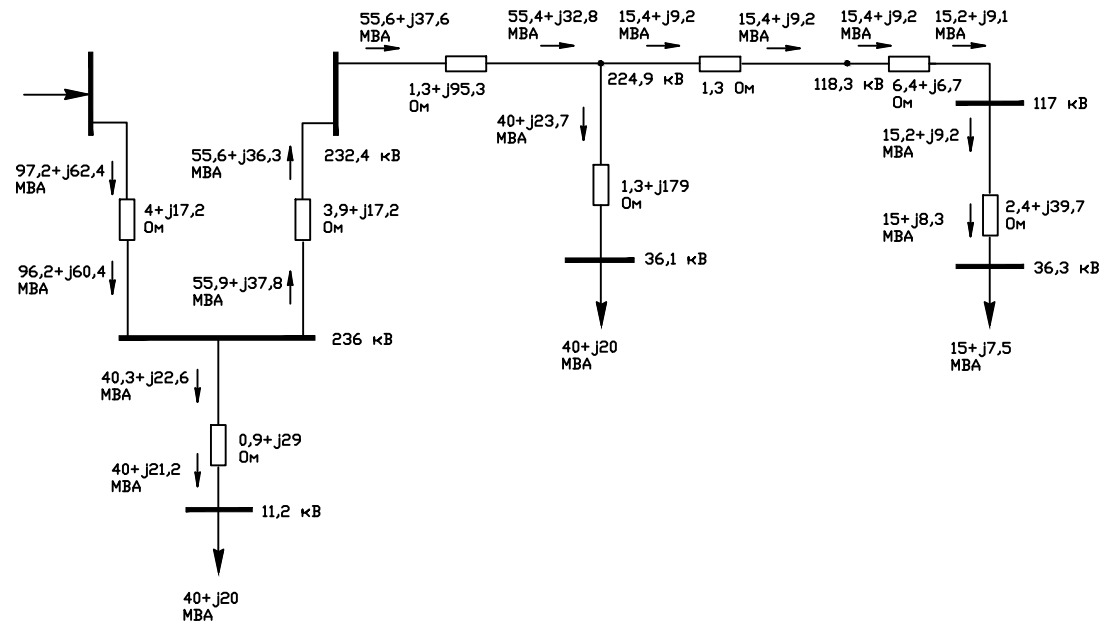 55,6+j37,6
МВА
55,4+j32,8
МВА
15,4+j9,2
МВА
15,4+j9,2
МВА
15,4+j9,2
МВА
15,2+j9,1
МВА
1,3+j95,3
Ом
224,9 кВ
1,3 Ом
118,3 кВ
6,4+j6,7
Ом
117 кВ
40+j23,7
МВА
15,2+j9,2
МВА
97,2+j62,4
МВА
55,6+j36,3
МВА
232,4 кВ
1,3+j179
Ом
4+j17,2
Ом
3,9+j17,2
Ом
15+j8,3
МВА
2,4+j39,7
Ом
96,2+j60,4
МВА
55,9+j37,8
МВА
36,1 кВ
36,3 кВ
236 кВ
40+j20
МВА
15+j7,5
МВА
40,3+j22,6
МВА
0,9+j29
Ом
40+j21,2
МВА
11,2 кВ
40+j20
МВА